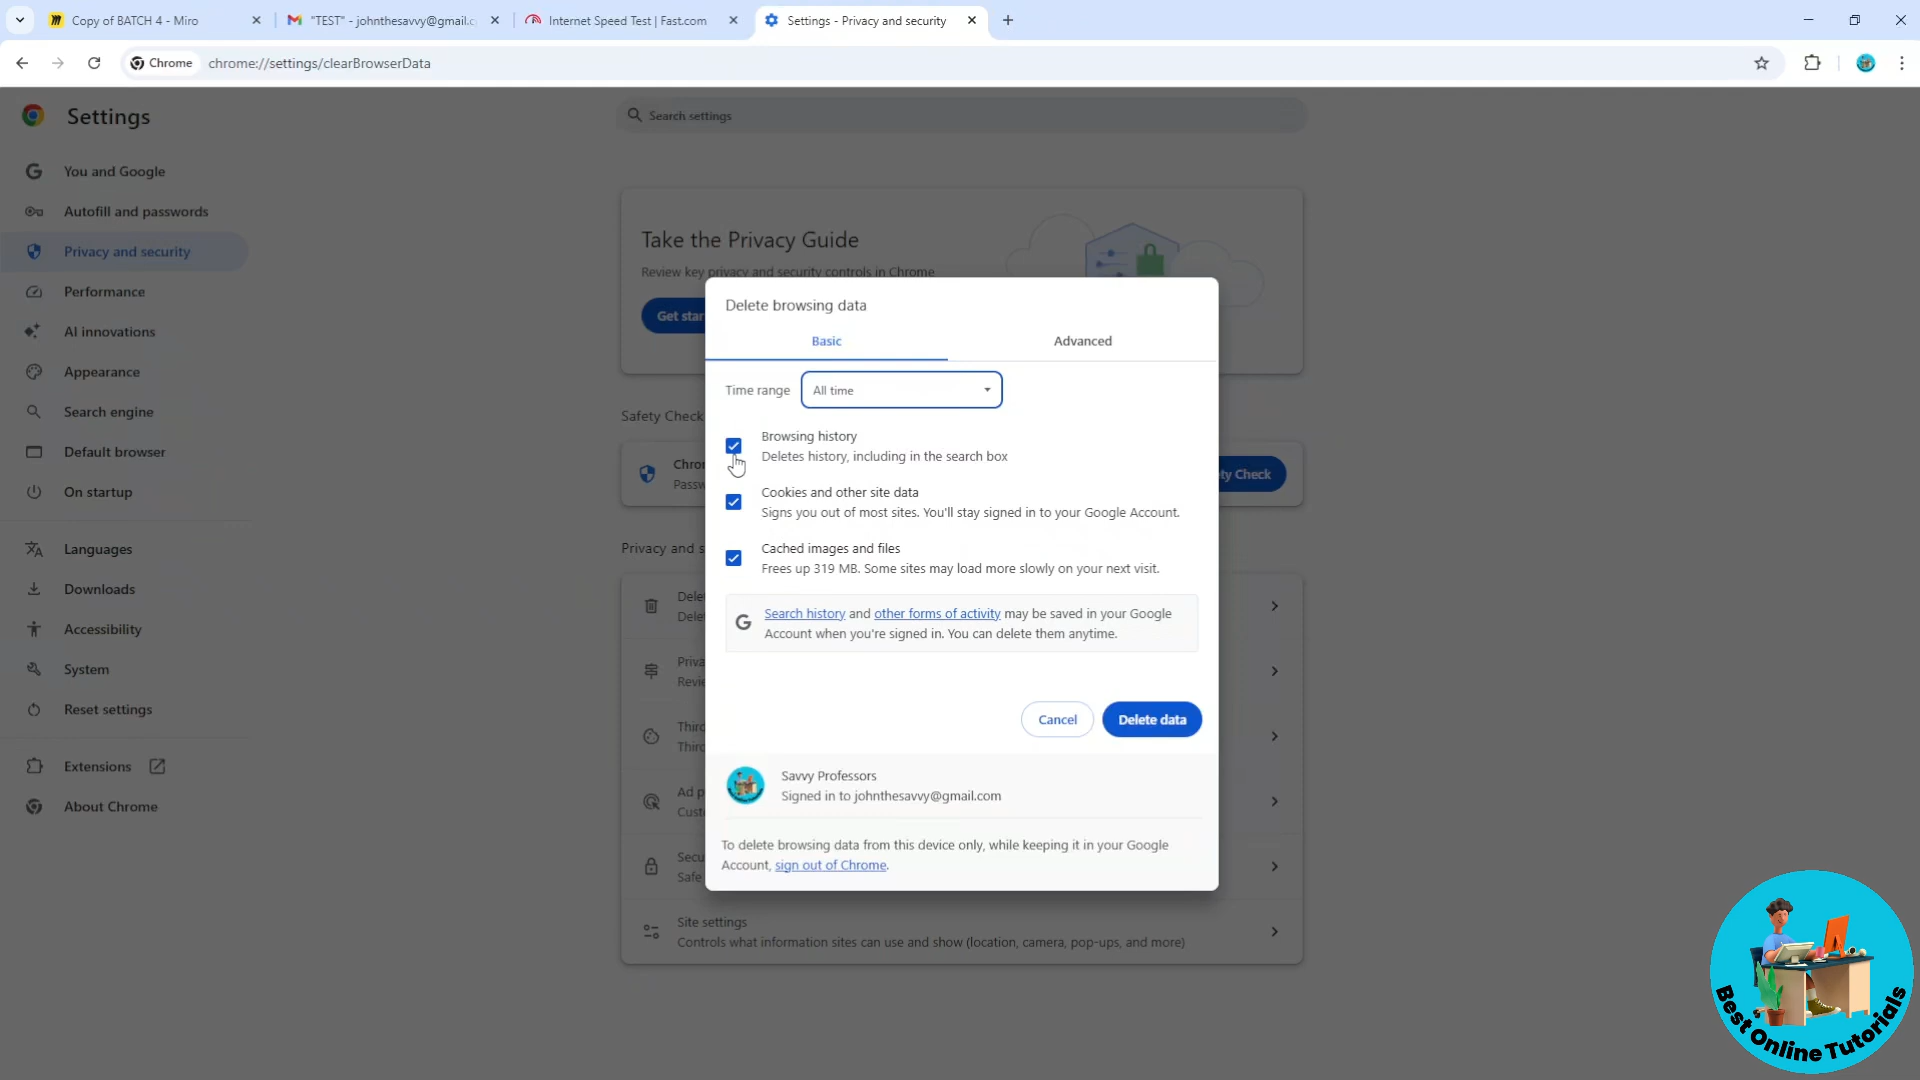 Copy of BATCH 4 - Miro
"TEST" - johnthesavvy@gmail.c
Internet Speed Test | Fast.com
Settings - Privacy and security
Chrome
chrome://settings/clearBrowserData
Settings
Search settings
You and Google
Autofill and passwords
Privacy and security
Performance
AI innovations
Appearance
Search engine
Default browser
On startup
Languages
Downloads
Accessibility
System
Reset settings
Extensions
About Chrome
Take the Privacy Guide
Review key privacy and security controls in Chrome
Get star
Safety Check
Chro
Passw
ty Check
Privacy and s
Dele
Dele
Priva
Revie
Third
Third
Ad p
Cust
Secu
Safe
Site settings
Controls what information sites can use and show (location, camera, pop-ups, and more)
Delete browsing data
Basic
Advanced
Time range
All time
Browsing history
Deletes history, including in the search box
Cookies and other site data
Signs you out of most sites. You'll stay signed in to your Google Account.
Cached images and files
Frees up 319 MB. Some sites may load more slowly on your next visit.
Search history and other forms of activity may be saved in your Google
Account when you're signed in. You can delete them anytime.
Cancel
Delete data
Savvy Professors
Signed in to johnthesavvy@gmail.com
To delete browsing data from this device only, while keeping it in your Google
Account, sign out of Chrome.
Best Online Tutorials